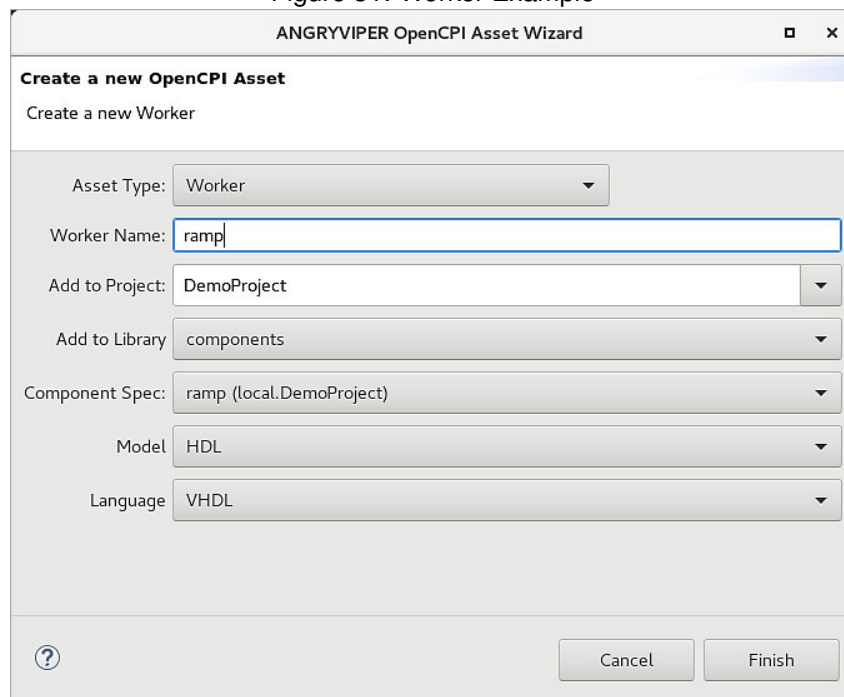 ANGRYVIPER OpenCPI Asset Wizard
Create a new OpenCPI Asset
Create a new Worker
Asset Type: Worker
Worker Name: ramp
Add to Project: DemoProject
Add to Library components
Component Spec: ramp (local.DemoProject)
Model HDL
Language VHDL
? Cancel Finish